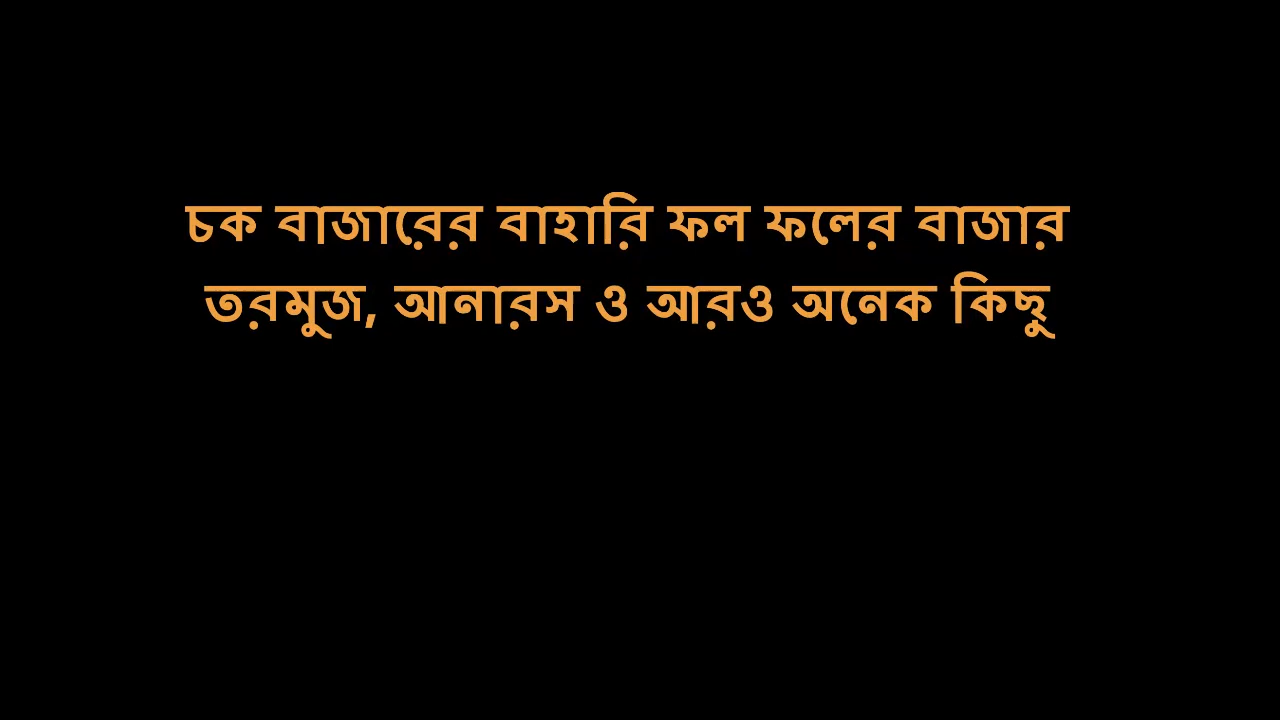 চক বাজারের বাহারি ফল ফলের বাজার
তরমুজ, আনারস ও আরও অনেক কিছু